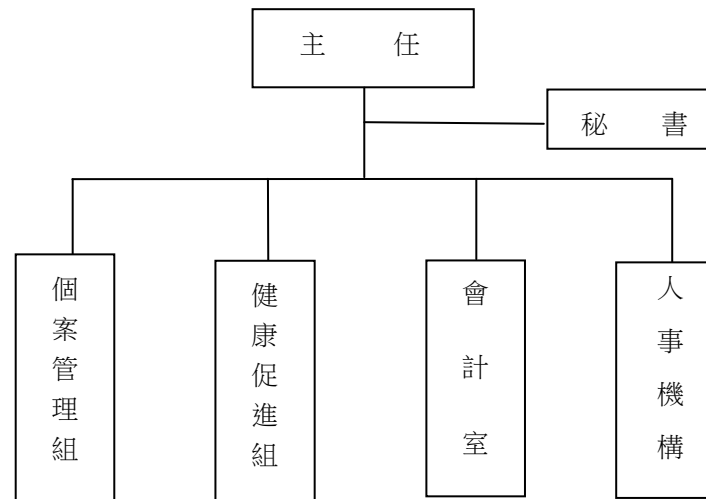 主任
秘書
個案管理組
健康促進組
會計室
人事機構